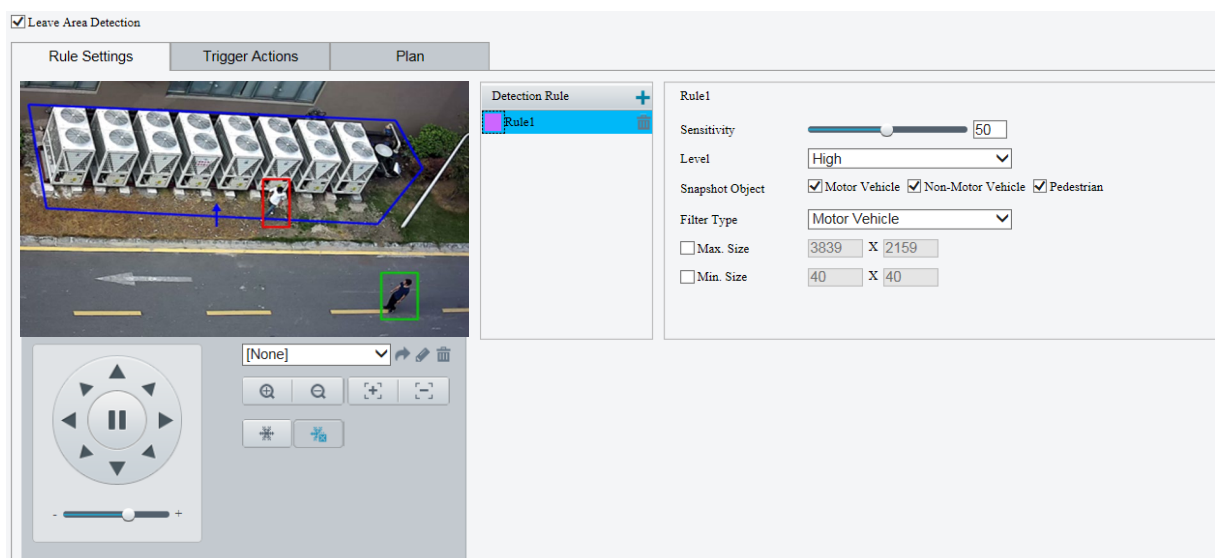 Leave Area Detection
Rule Settings Trigger Actions Plan
Detection Rule
Rule1
Rule1
Sensitivity 50
Level High
Snapshot Object Motor Vehicle Non-Motor Vehicle Pedestrian
Filter Type Motor Vehicle
Max. Size 3839 X 2159
Min. Size 40 X 40
[None]
- +